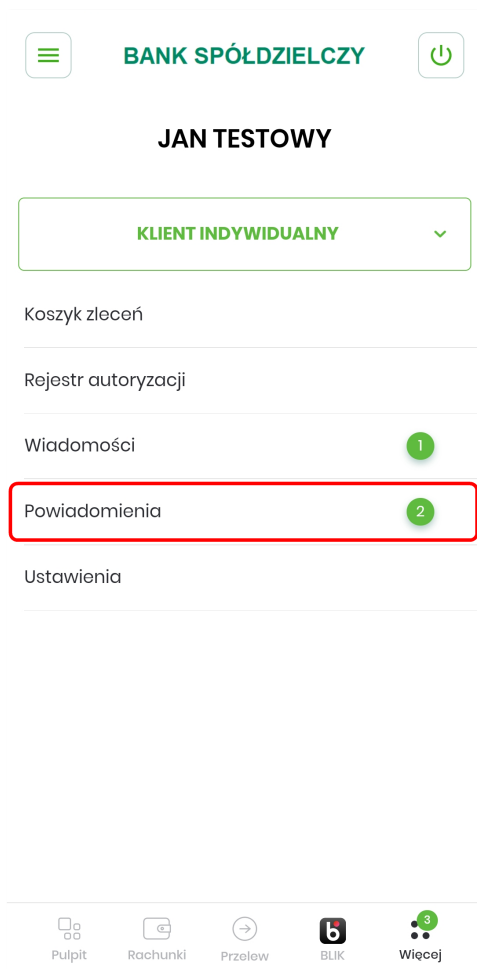 BANK SPÓŁDZIELCZY
JAN TESTOWY
KLIENT INDYWIDUALNY
Koszyk zleceń
Rejestr autoryzacji
Wiadomości 1
Powiadomienia 2
Ustawienia
3
Pulpit Rachunki Przelew BLIK Więcej